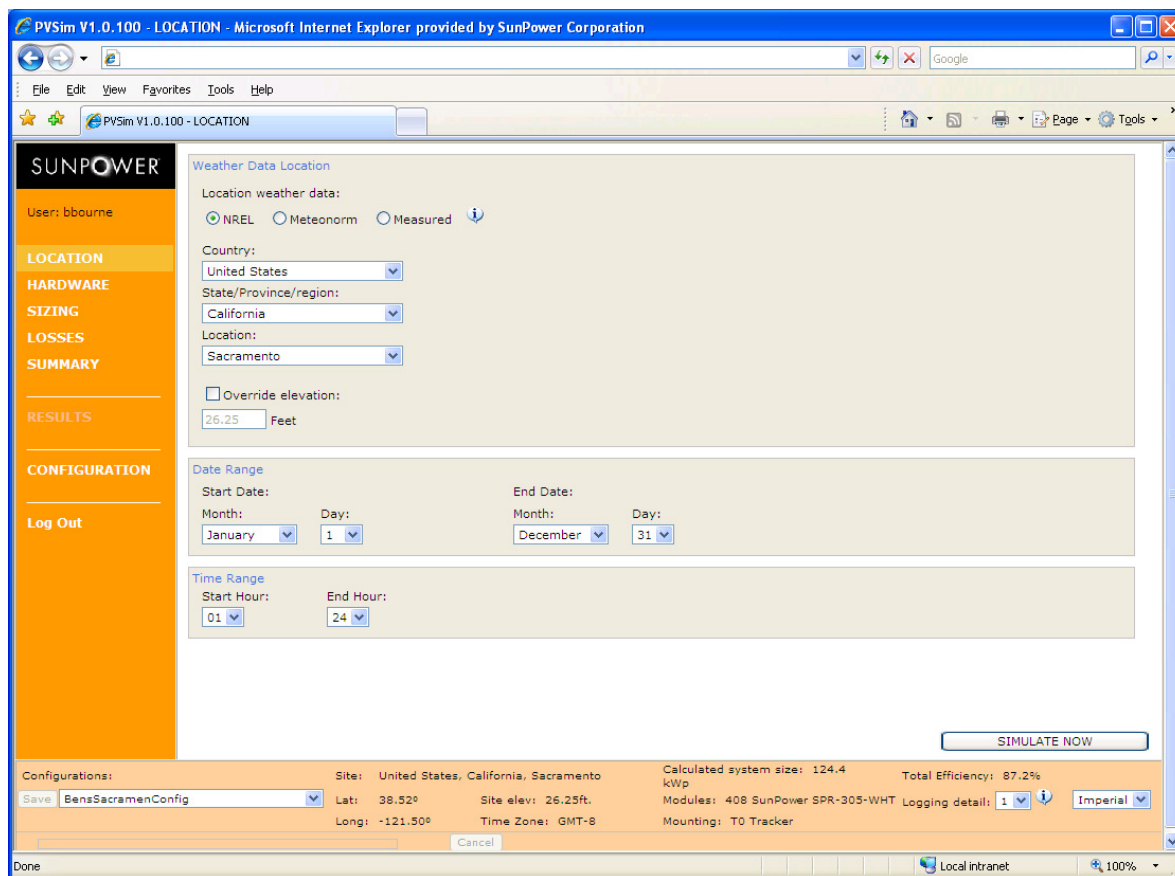 PVSim V1.0.100 - LOCATION - Microsoft Internet Explorer provided by SunPower Corporation
Google
File Edit View Favorites Tools Help
PVSim V1.0.100 - LOCATION
Page Tools
SUNPOWER
User: bbourne
LOCATION
HARDWARE
SIZING
LOSSES
SUMMARY
RESULTS
CONFIGURATION
Log Out
Weather Data Location
Location weather data:
NREL Meteonorm Measured
Country:
United States
State/Province/region:
California
Location:
Sacramento
Override elevation:
26.25 Feet
Date Range
Start Date: End Date:
Month: Day: Month: Day:
January 1 December 31
Time Range
Start Hour: End Hour:
01 24
SIMULATE NOW
Configurations:
Save BensSacramenConfig
Site: United States, California, Sacramento
Lat: 38.52º Site elev: 26.25ft.
Long: -121.50º Time Zone: GMT-8
Calculated system size: 124.4
kWp
Modules: 408 SunPower SPR-305-WHT
Mounting: T0 Tracker
Total Efficiency: 87.2%
Logging detail: 1 Imperial
Cancel
Done Local intranet 100%